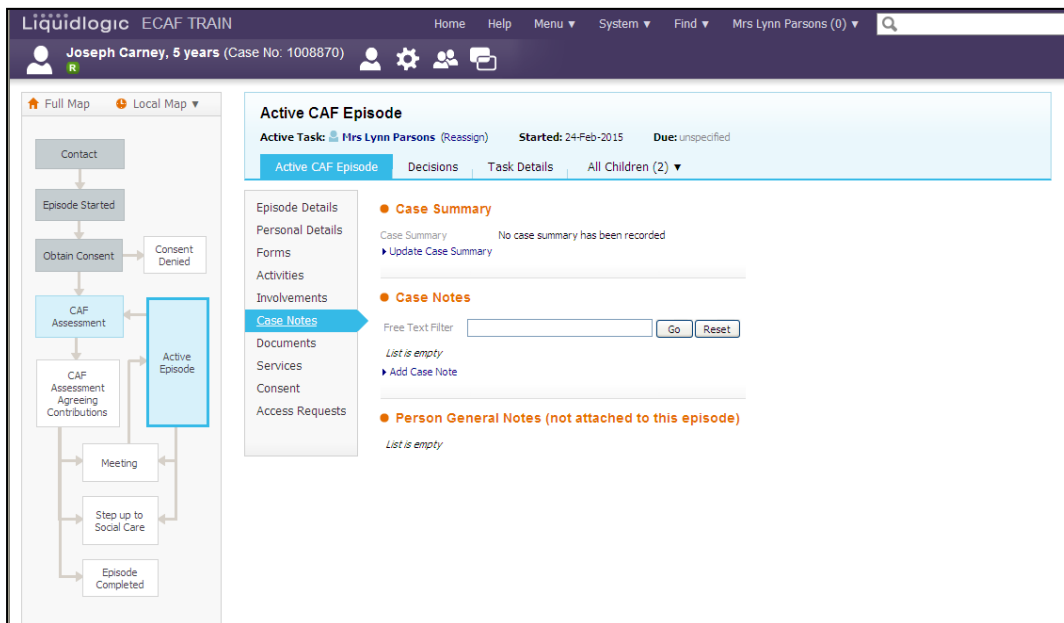 Liquidlogic ECAF TRAIN
Home Help Menu ▼ System ▼ Find ▼ Mrs Lynn Parsons (0) ▼
Joseph Carney, 5 years (Case No: 1008870)
R
Full Map Local Map ▼
Contact
Episode Started
Obtain Consent
Consent
Denied
CAF
Assessment
Active
Episode
CAF
Assessment
Agreeing
Contributions
Meeting
Step up to
Social Care
Episode
Completed
Active CAF Episode
Active Task: Mrs Lynn Parsons (Reassign) Started: 24-Feb-2015 Due: unspecified
Active CAF Episode Decisions Task Details All Children (2) ▼
Episode Details
Personal Details
Forms
Activities
Involvements
Case Notes
Documents
Services
Consent
Access Requests
Case Summary
Case Summary No case summary has been recorded
Update Case Summary
Case Notes
Free Text Filter Go Reset
List is empty
Add Case Note
Person General Notes (not attached to this episode)
List is empty